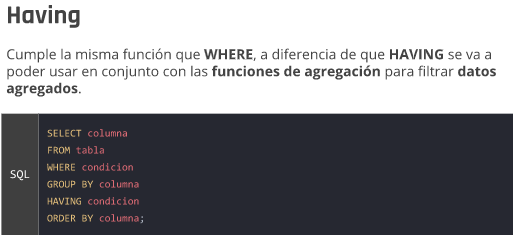 Having
Cumple la misma función que WHERE, a diferencia de que HAVING se va a
poder usar en conjunto con las funciones de agregación para filtrar datos
agregados.
SQL
SELECT columna
FROM tabla
WHERE condicion
GROUP BY columna
HAVING condicion
ORDER BY columna;